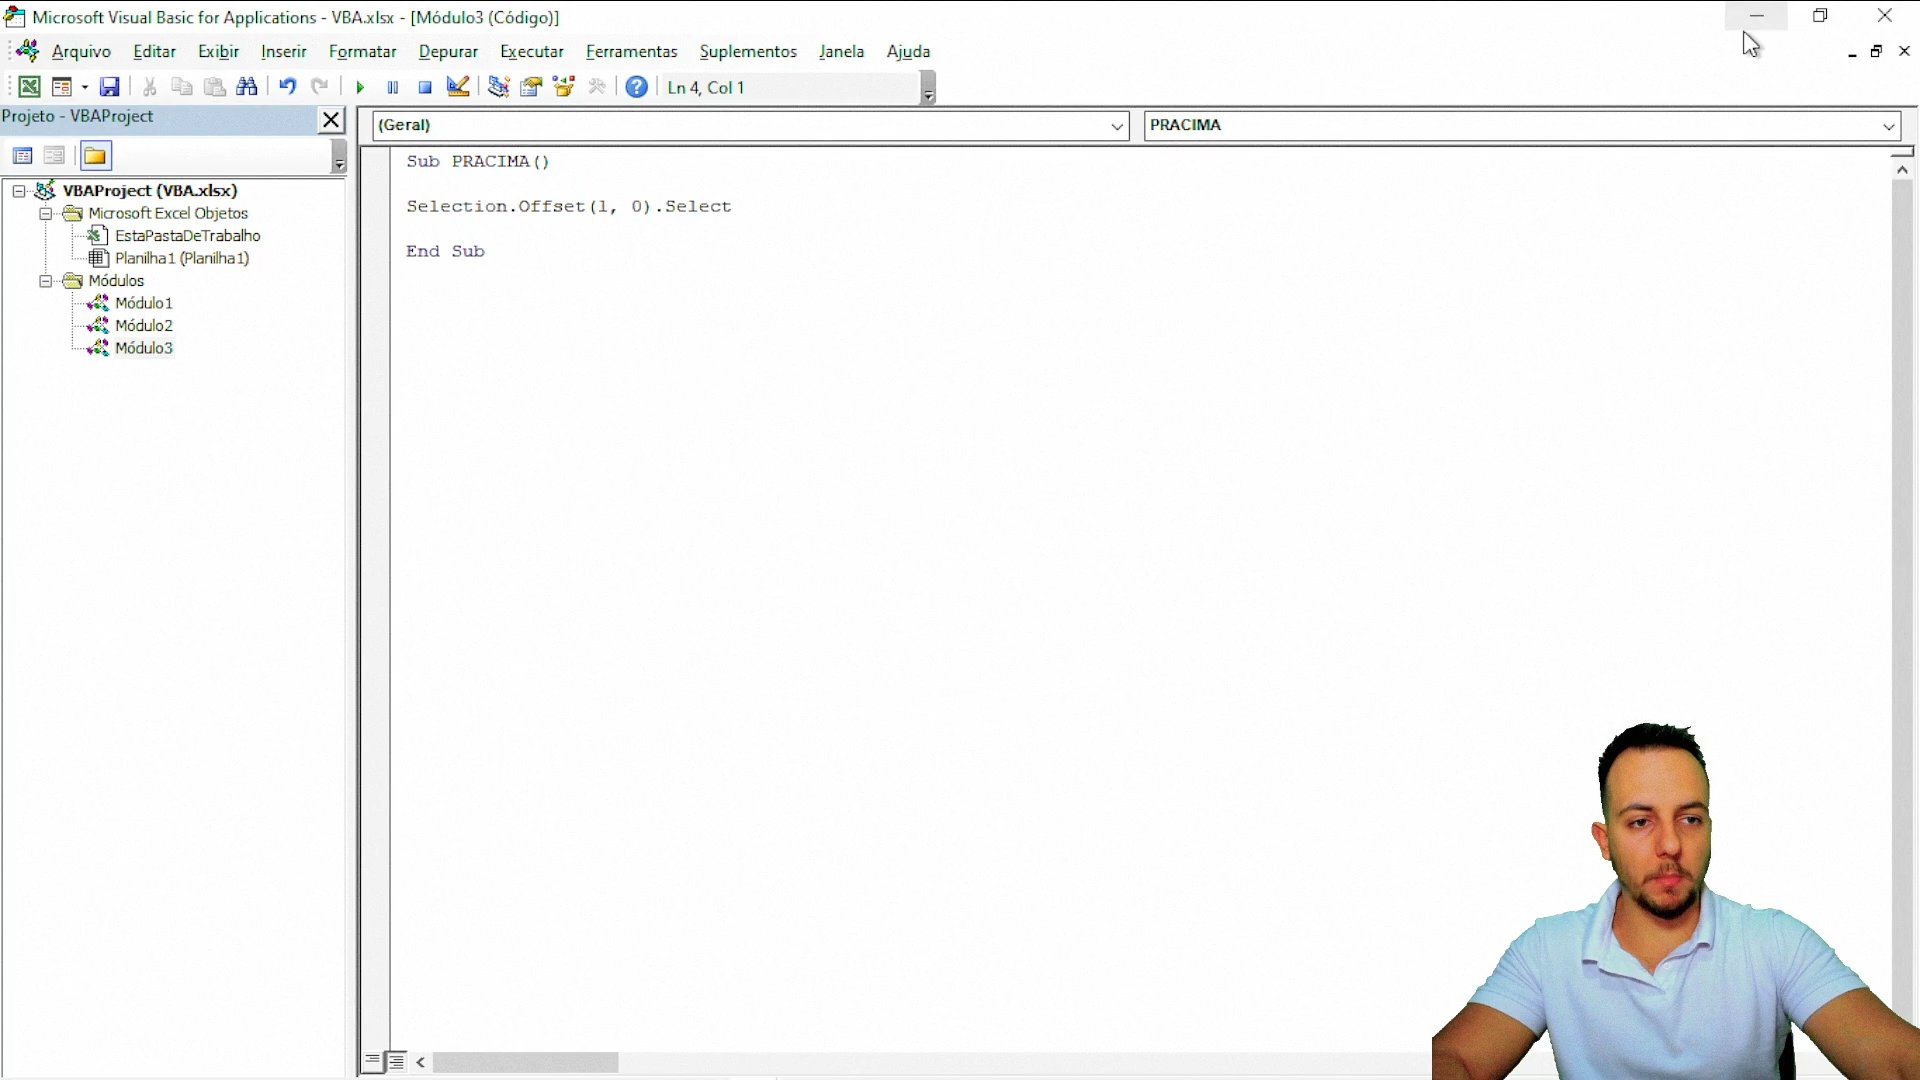 Microsoft Visual Basic for Applications - VBA.xlsx - [Módulo3 (Código)]
Arquivo Editar Exibir Inserir Formatar Depurar Executar Ferramentas Suplementos Janela Ajuda
Ln 4, Col 1
Projeto - VBAProject
(Geral) PRACIMA
VBAProject (VBA.xlsx)
Microsoft Excel Objetos
EstaPastaDeTrabalho
Planilha1 (Planilha1)
Módulos
Módulo1
Módulo2
Módulo3
Sub PRACIMA()
Selection.Offset(1, 0).Select
End Sub